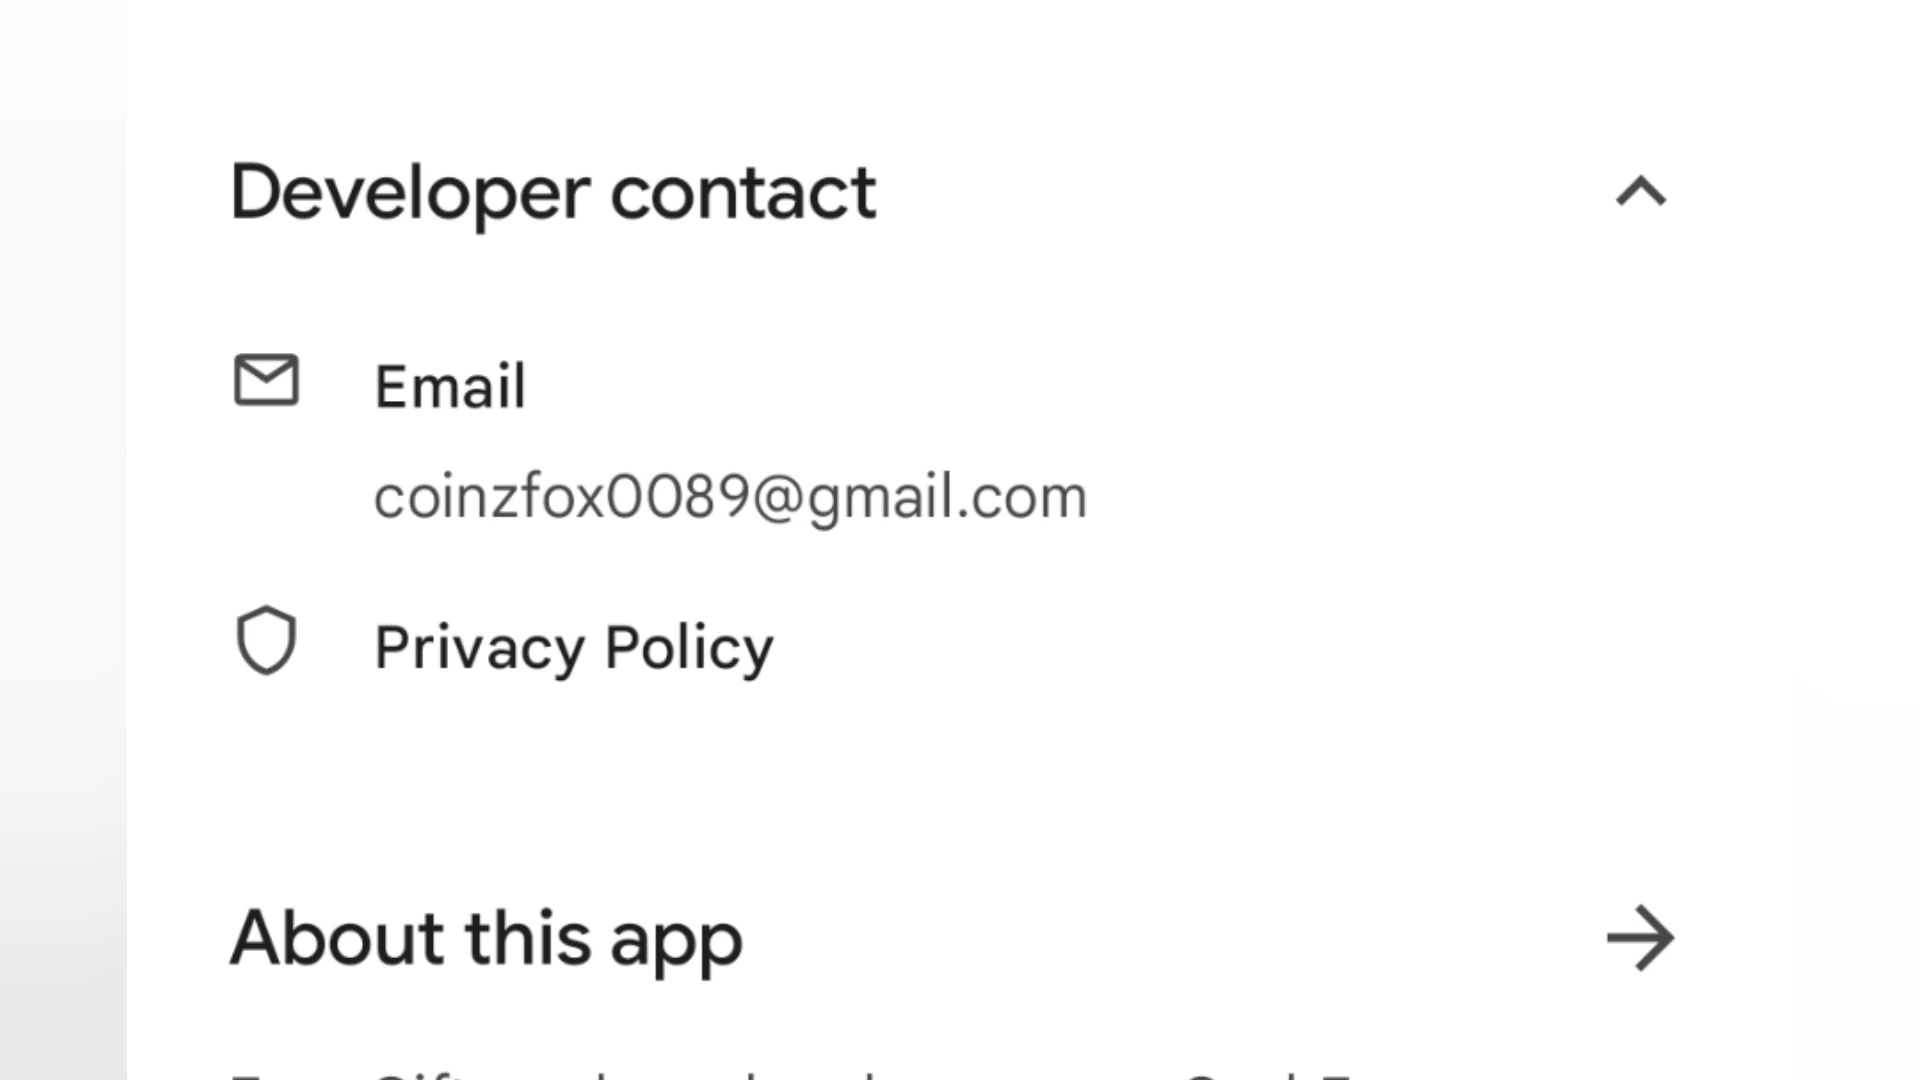 Developer contact
Email
coinzfox0089@gmail.com
Privacy Policy
About this app